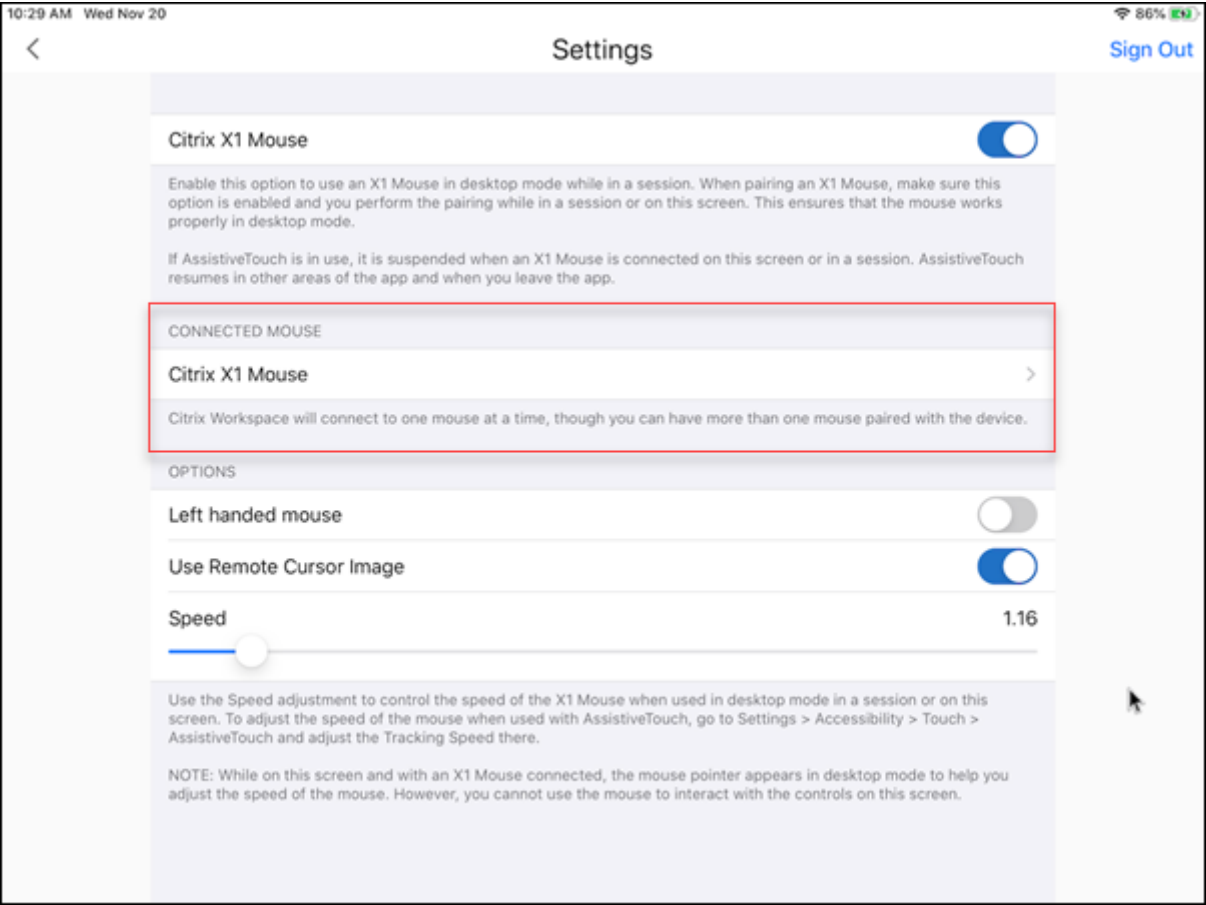 10:29 AM Wed Nov 20
86%
Settings
Sign Out
Citrix X1 Mouse
Enable this option to use an X1 Mouse in desktop mode while in a session. When pairing an X1 Mouse, make sure this
option is enabled and you perform the pairing while in a session or on this screen. This ensures that the mouse works
properly in desktop mode.
If AssistiveTouch is in use, it is suspended when an X1 Mouse is connected on this screen or in a session. AssistiveTouch
resumes in other areas of the app and when you leave the app.
CONNECTED MOUSE
Citrix X1 Mouse
Citrix Workspace will connect to one mouse at a time, though you can have more than one mouse paired with the device.
OPTIONS
Left handed mouse
Use Remote Cursor Image
Speed
1.16
Use the Speed adjustment to control the speed of the X1 Mouse when used in desktop mode in a session or on this
screen. To adjust the speed of the mouse when used with AssistiveTouch, go to Settings > Accessibility > Touch >
AssistiveTouch and adjust the Tracking Speed there.
NOTE: While on this screen and with an X1 Mouse connected, the mouse pointer appears in desktop mode to help you
adjust the speed of the mouse. However, you cannot use the mouse to interact with the controls on this screen.